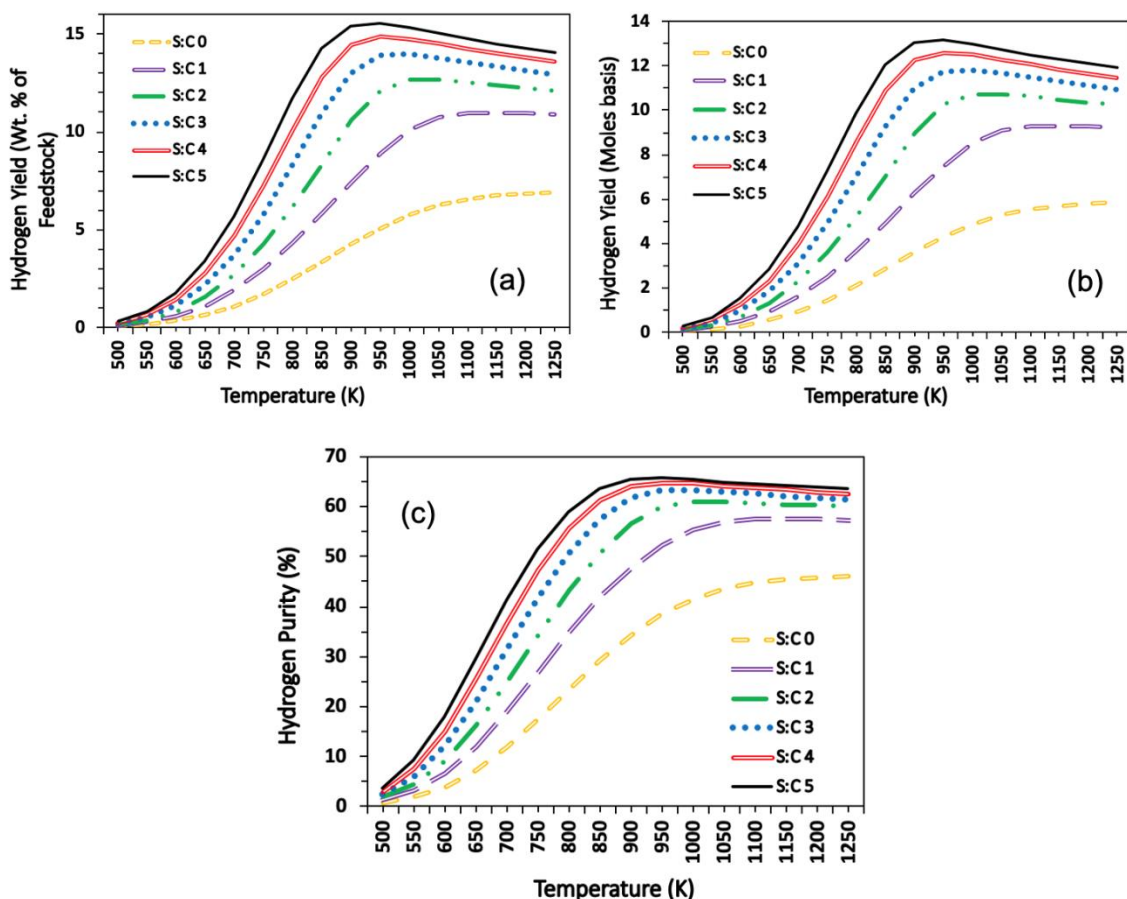 Hydrogen Yield (Wt. % of
Feedstock)
15
10
5
0
S:C0
S:C1
S:C2
S:C3
S:C4
S:C5
(a)
500
550
600
650
700
750
800
850
900
950
1000
1050
1100
1150
1200
1250
Temperature (K)
Hydrogen Yield (Moles basis)
14
12
10
8
6
4
2
0
S:C0
S:C1
S:C2
S:C3
S:C4
S:C5
(b)
500
550
600
650
700
750
800
850
900
950
1000
1050
1100
1150
1200
1250
Temperature (K)
Hydrogen Purity (%)
70
60
50
40
30
20
10
0
(c)
S:C0
S:C1
S:C2
S:C3
S:C4
S:C5
500
550
600
650
700
750
800
850
900
950
1000
1050
1100
1150
1200
1250
Temperature (K)